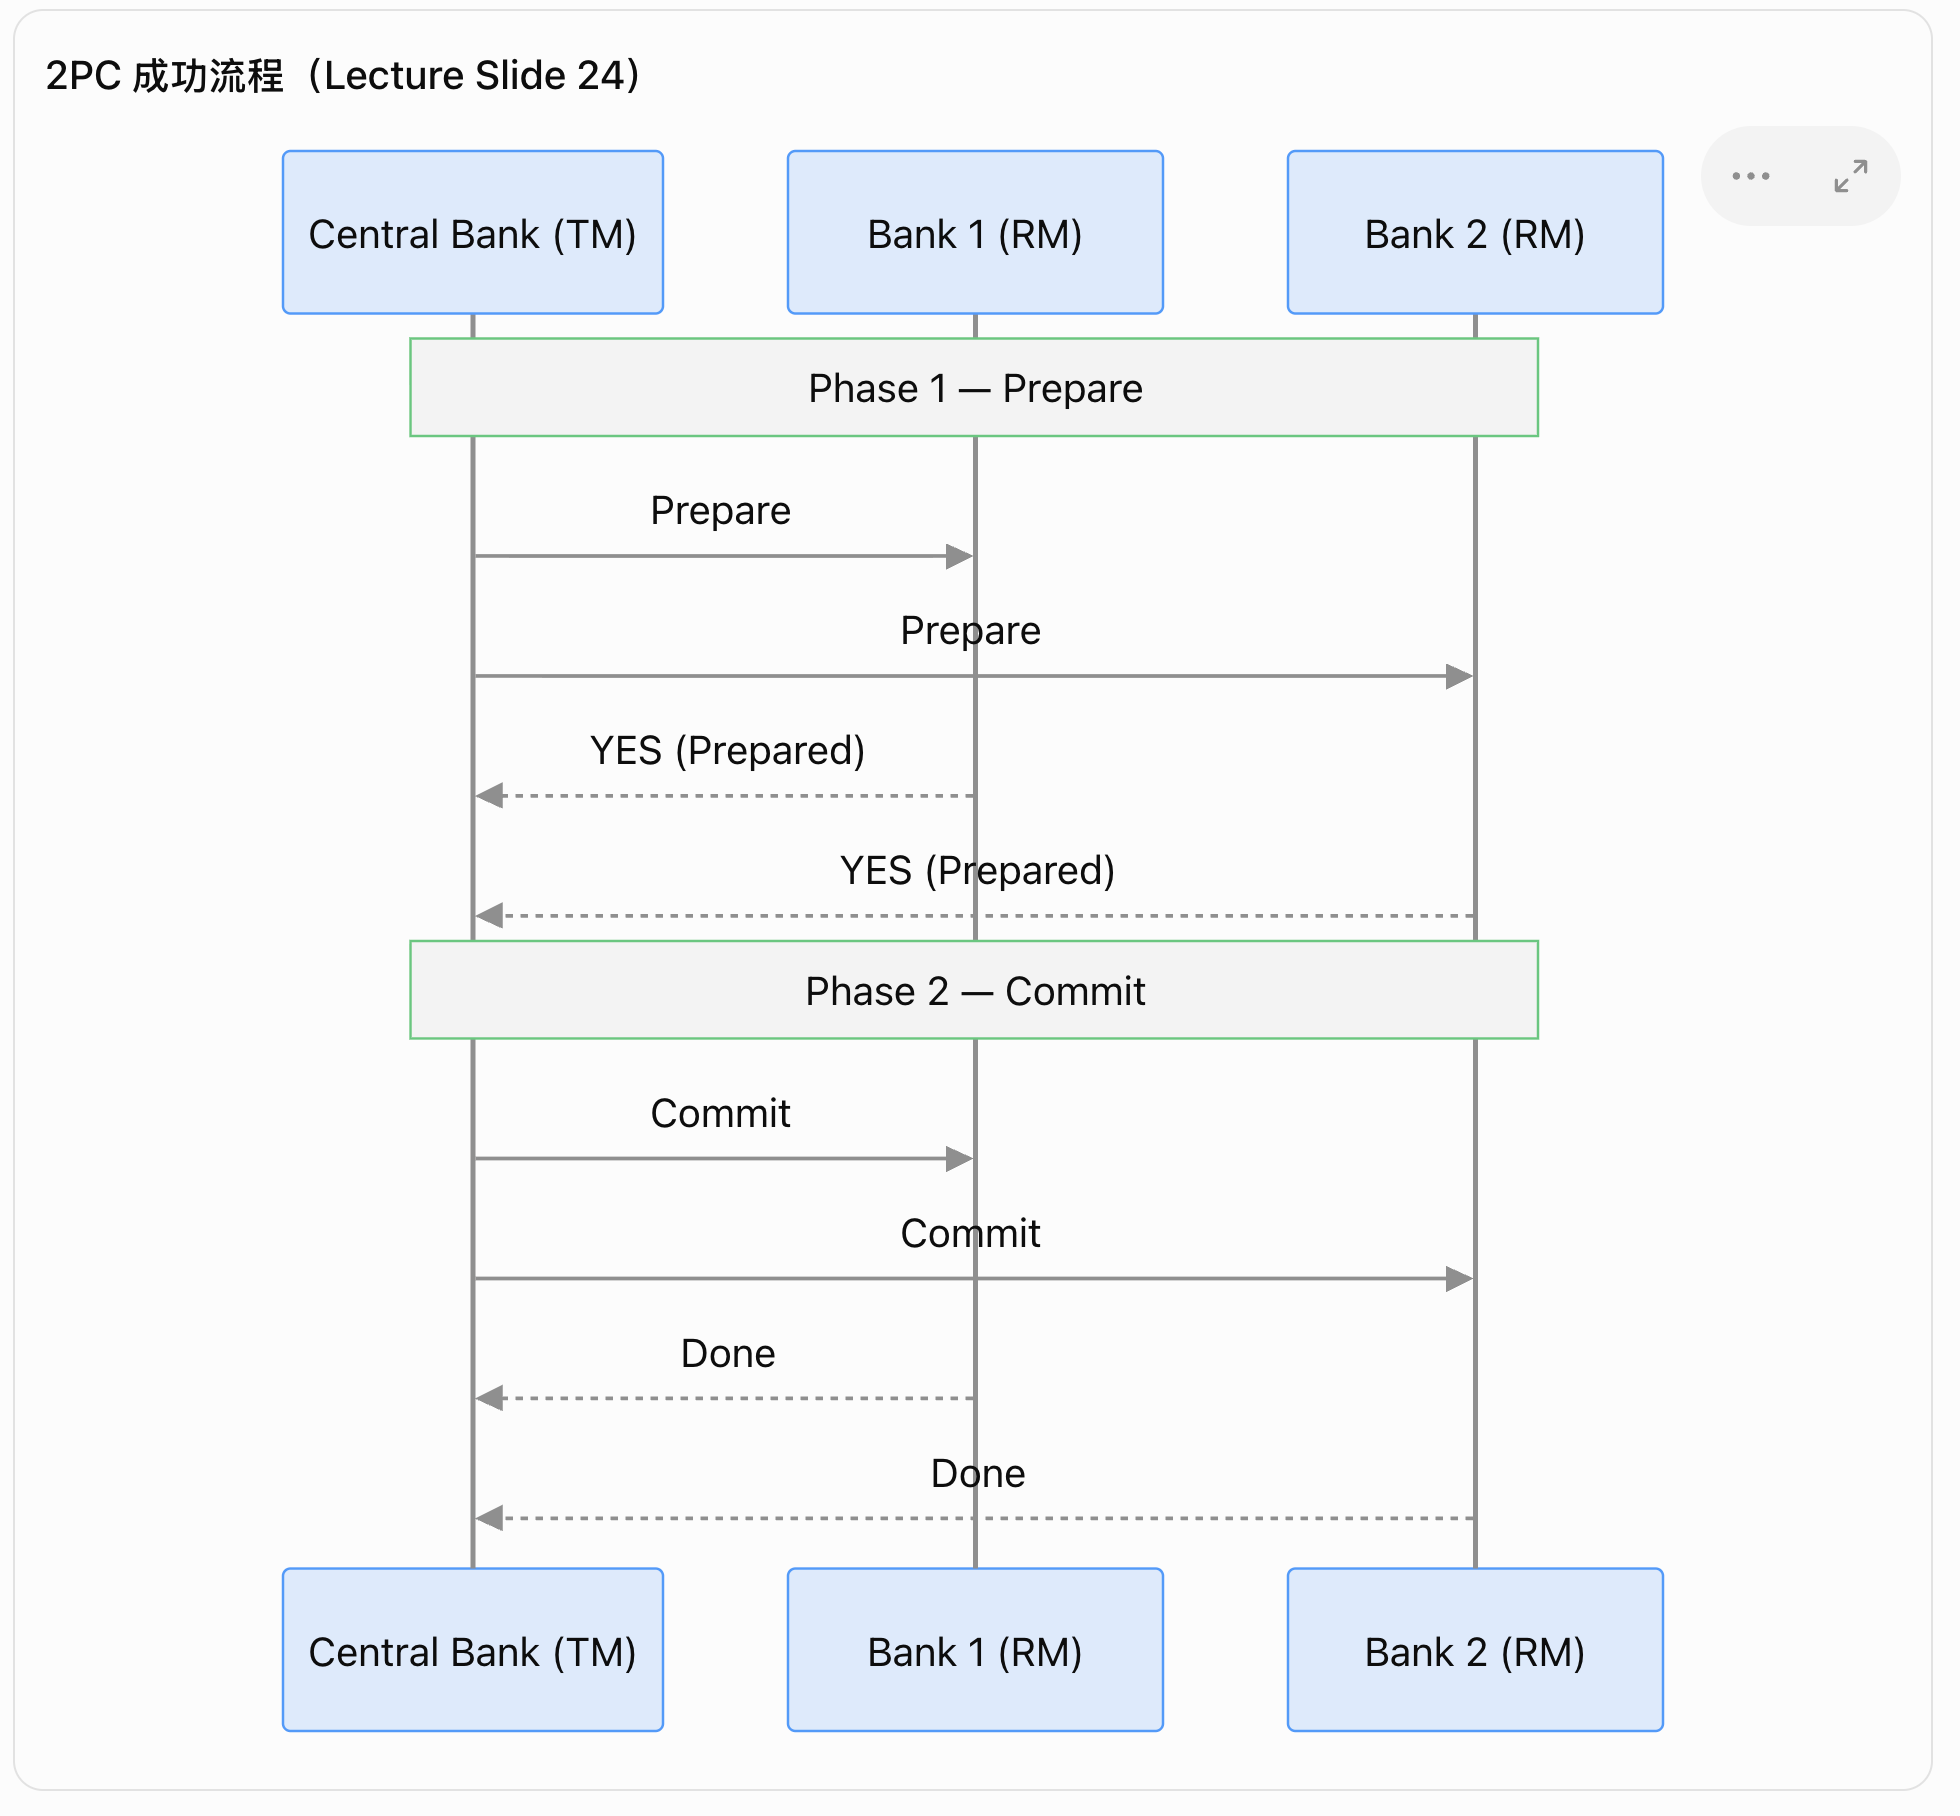 2PC 成功流程（Lecture Slide 24）
Central Bank (TM) Bank 1 (RM) Bank 2 (RM)
Phase 1 — Prepare
Prepare
Prepare
YES (Prepared)
YES (Prepared)
Phase 2 — Commit
Commit
Commit
Done
Done
Central Bank (TM) Bank 1 (RM) Bank 2 (RM)